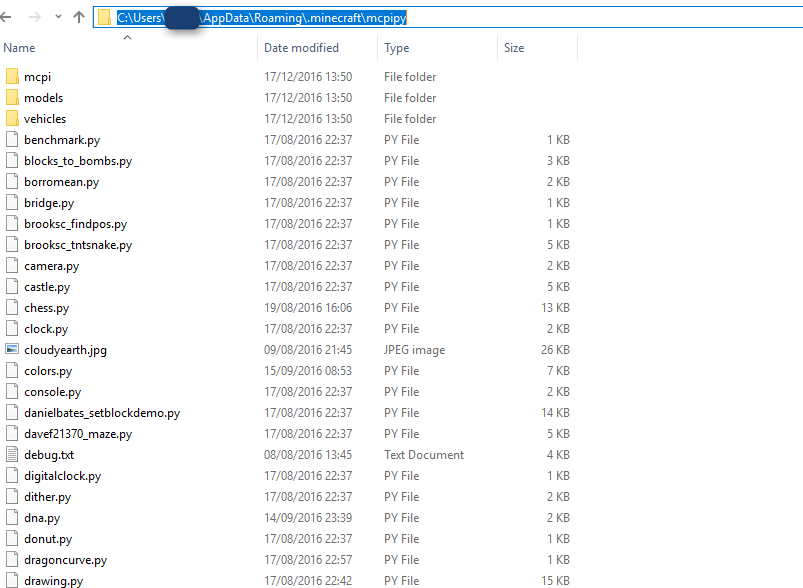 C:\Users\ \AppData\Roaming\.minecraft\mcpipy
Name Date modified Type Size
mcpi 17/12/2016 13:50 File folder
models 17/12/2016 13:50 File folder
vehicles 17/12/2016 13:50 File folder
benchmark.py 17/08/2016 22:37 PY File 1 KB
blocks_to_bombs.py 17/08/2016 22:37 PY File 3 KB
borromean.py 17/08/2016 22:37 PY File 2 KB
bridge.py 17/08/2016 22:37 PY File 1 KB
brooksc_findpos.py 17/08/2016 22:37 PY File 1 KB
brooksc_tntsnake.py 17/08/2016 22:37 PY File 5 KB
camera.py 17/08/2016 22:37 PY File 2 KB
castle.py 17/08/2016 22:37 PY File 5 KB
chess.py 19/08/2016 16:06 PY File 13 KB
clock.py 17/08/2016 22:37 PY File 2 KB
cloudyearth.jpg 09/08/2016 21:45 JPEG image 26 KB
colors.py 15/09/2016 08:53 PY File 7 KB
console.py 17/08/2016 22:37 PY File 2 KB
danielbates_setblockdemo.py 17/08/2016 22:37 PY File 14 KB
davef21370_maze.py 17/08/2016 22:37 PY File 5 KB
debug.txt 08/08/2016 13:45 Text Document 4 KB
digitalclock.py 17/08/2016 22:37 PY File 1 KB
dither.py 17/08/2016 22:37 PY File 2 KB
dna.py 14/09/2016 23:39 PY File 2 KB
donut.py 17/08/2016 22:37 PY File 1 KB
dragoncurve.py 17/08/2016 22:57 PY File 1 KB
drawing.py 17/08/2016 22:42 PY File 15 KB